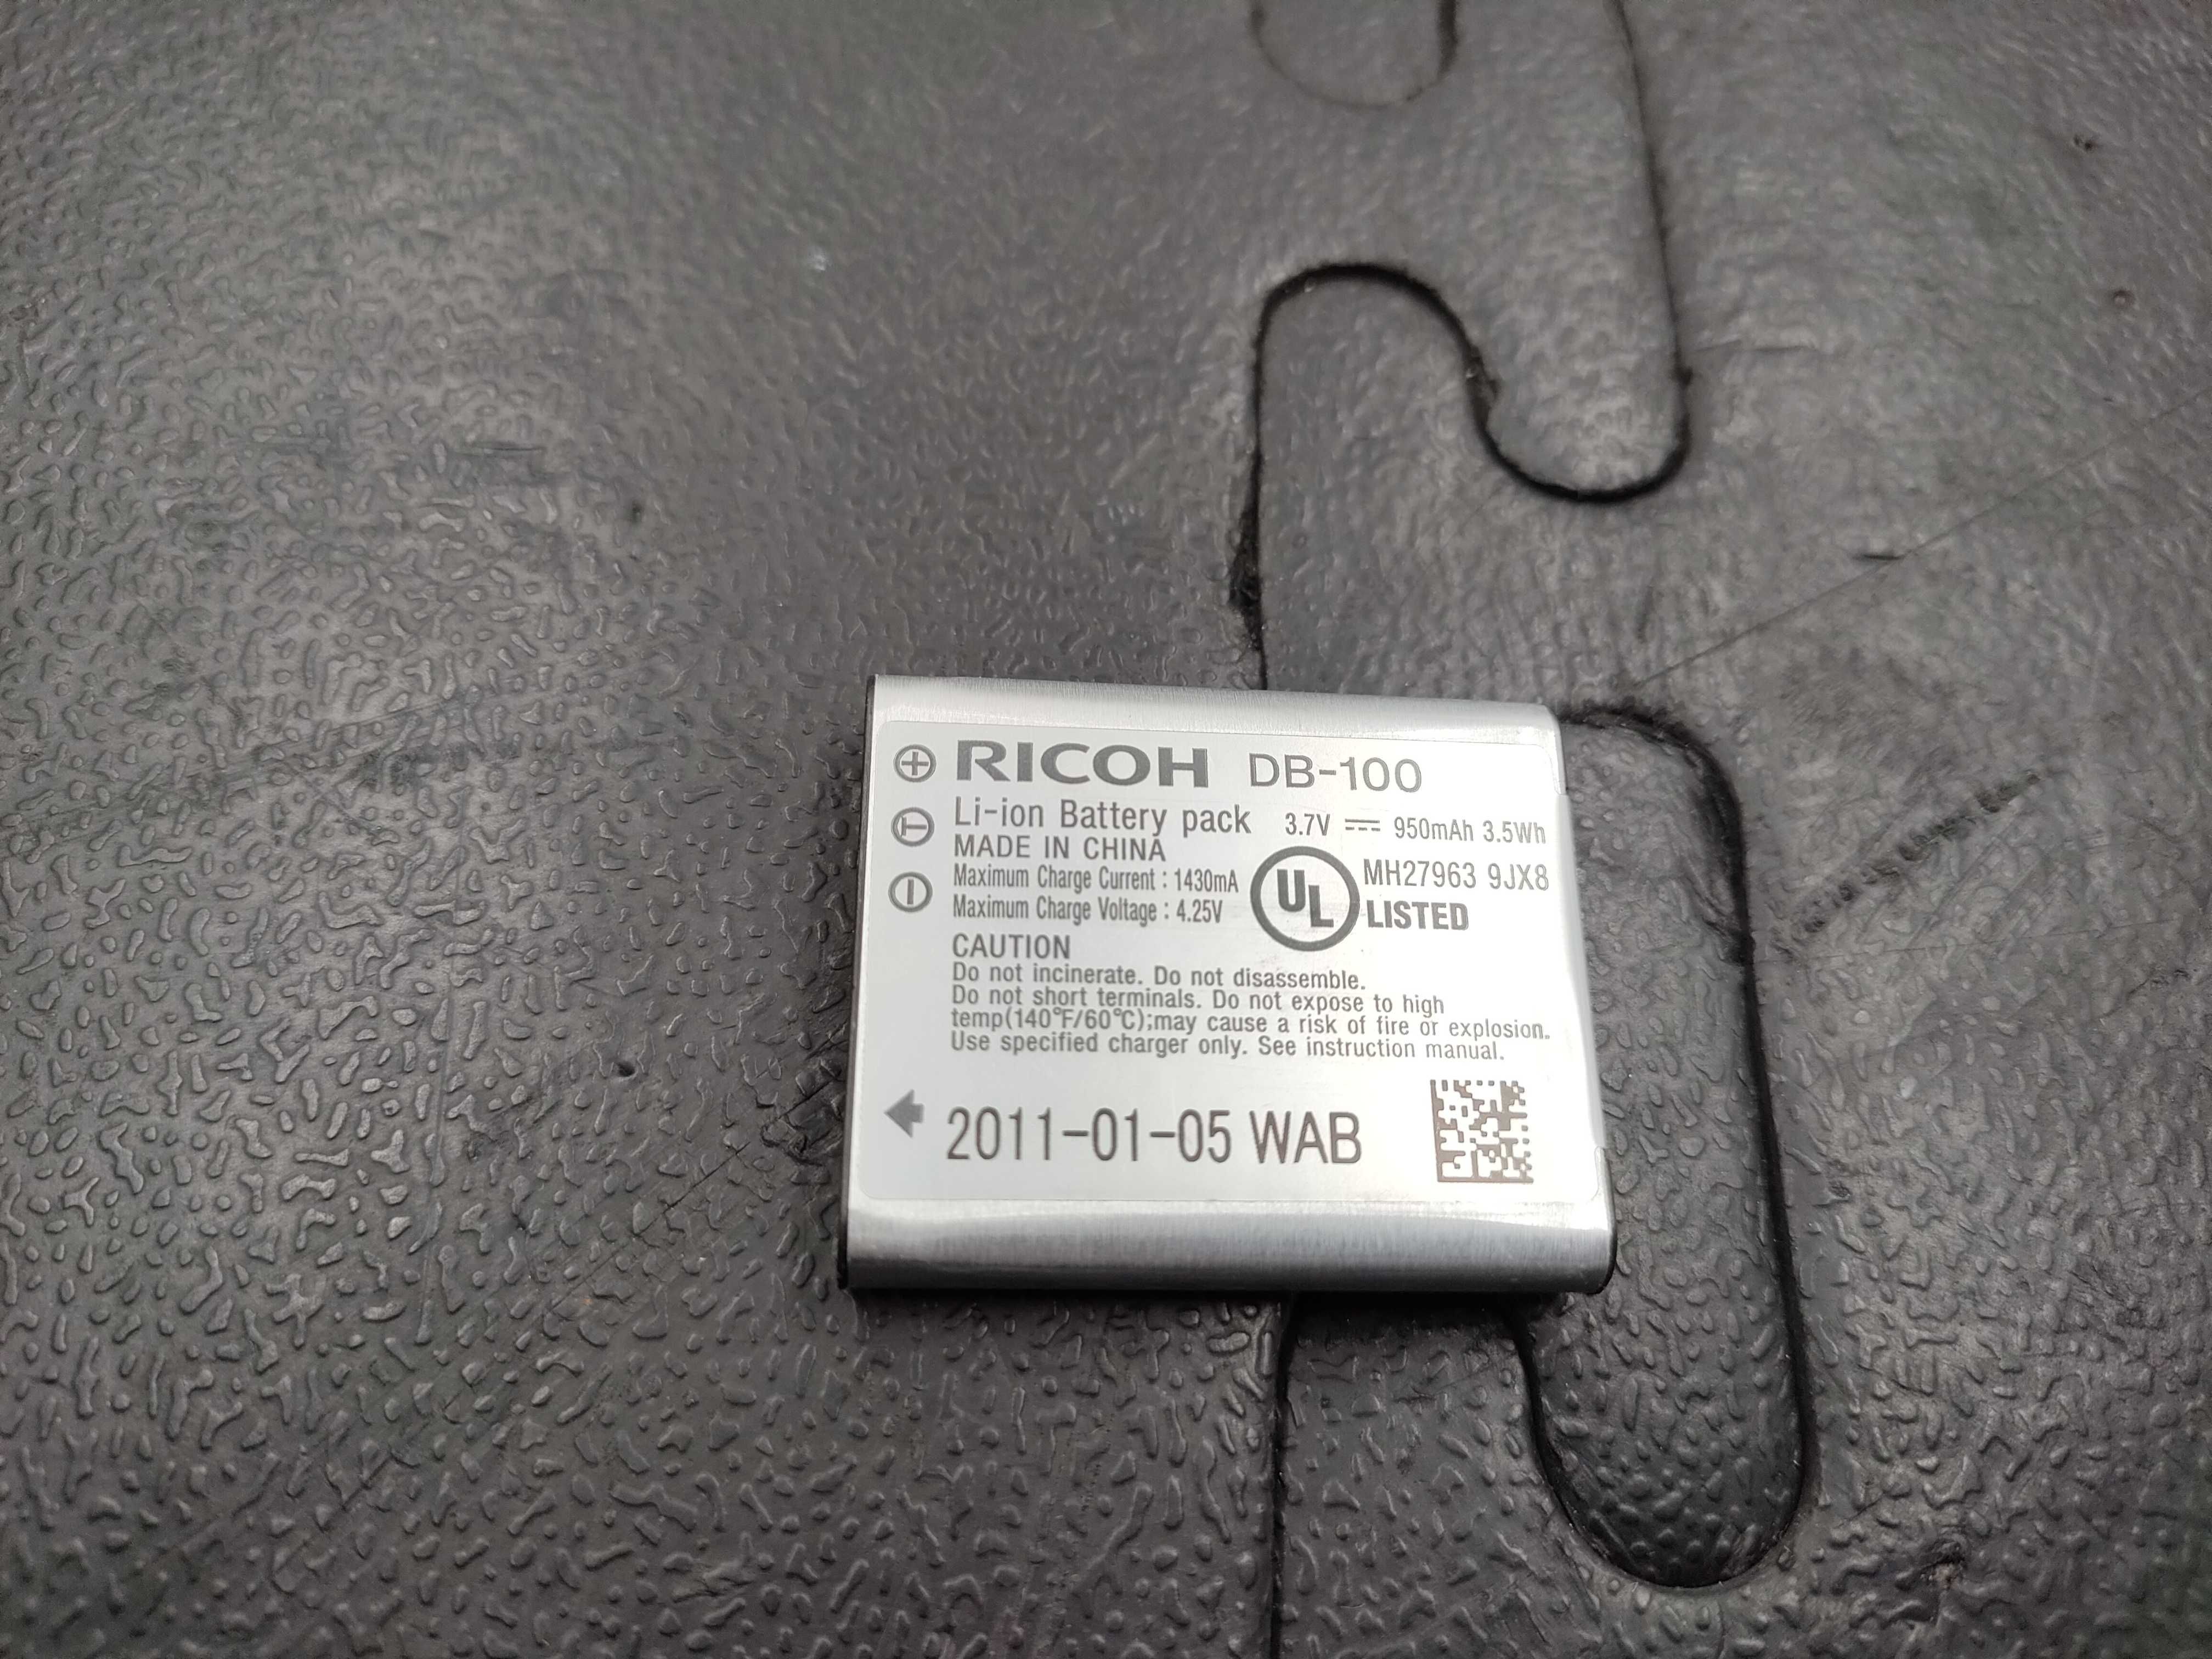 RICOH DB-100
Li-ion Battery pack 3.7V ⎓ 950mAh 3.5Wh
MADE IN CHINA
Maximum Charge Current : 1430mA
Maximum Charge Voltage : 4.25V
UL MH27963 9JX8
LISTED
CAUTION
Do not incinerate. Do not disassemble.
Do not short terminals. Do not expose to high
temp(140°F/60°C);may cause a risk of fire or explosion.
Use specified charger only. See instruction manual.
2011-01-05 WAB